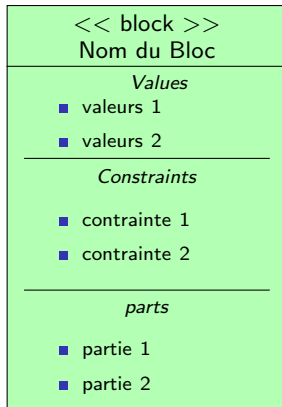 << block >>
Nom du Bloc
Values
valeurs 1
valeurs 2
Constraints
contrainte 1
contrainte 2
parts
partie 1
partie 2